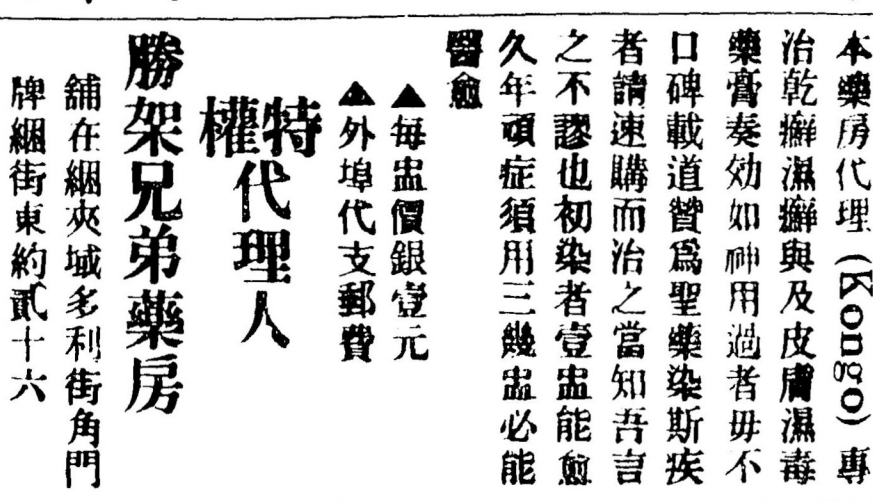 本藥房代理(Kongo)專
治乾癬濕癬與及皮膚濕毒
藥膏奏効如神用過者毋不
口碑載道贊爲聖藥染斯疾
者請速購而治之當知吾言
之不謬也初染者壹盅能愈
久年頑症須用三幾盅必能
醫愈
▲每盅價銀壹元
▲外埠代支郵費
特權代理人
勝架兄弟藥房
舖在綑夾域多利街角門
牌綑街東約貳十六